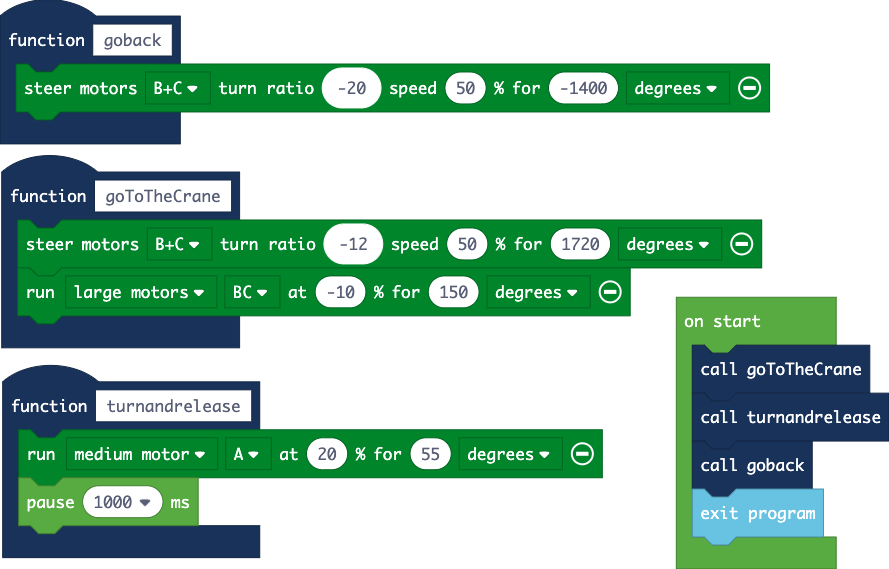 function goback
steer motors B+C turn ratio -20 speed 50 % for -1400 degrees
function goToTheCrane
steer motors B+C turn ratio -12 speed 50 % for 1720 degrees
run large motors BC at -10 % for 150 degrees
function turnandrelease
run medium motor A at 20 % for 55 degrees
pause 1000 ms
on start
call goToTheCrane
call turnandrelease
call goback
exit program